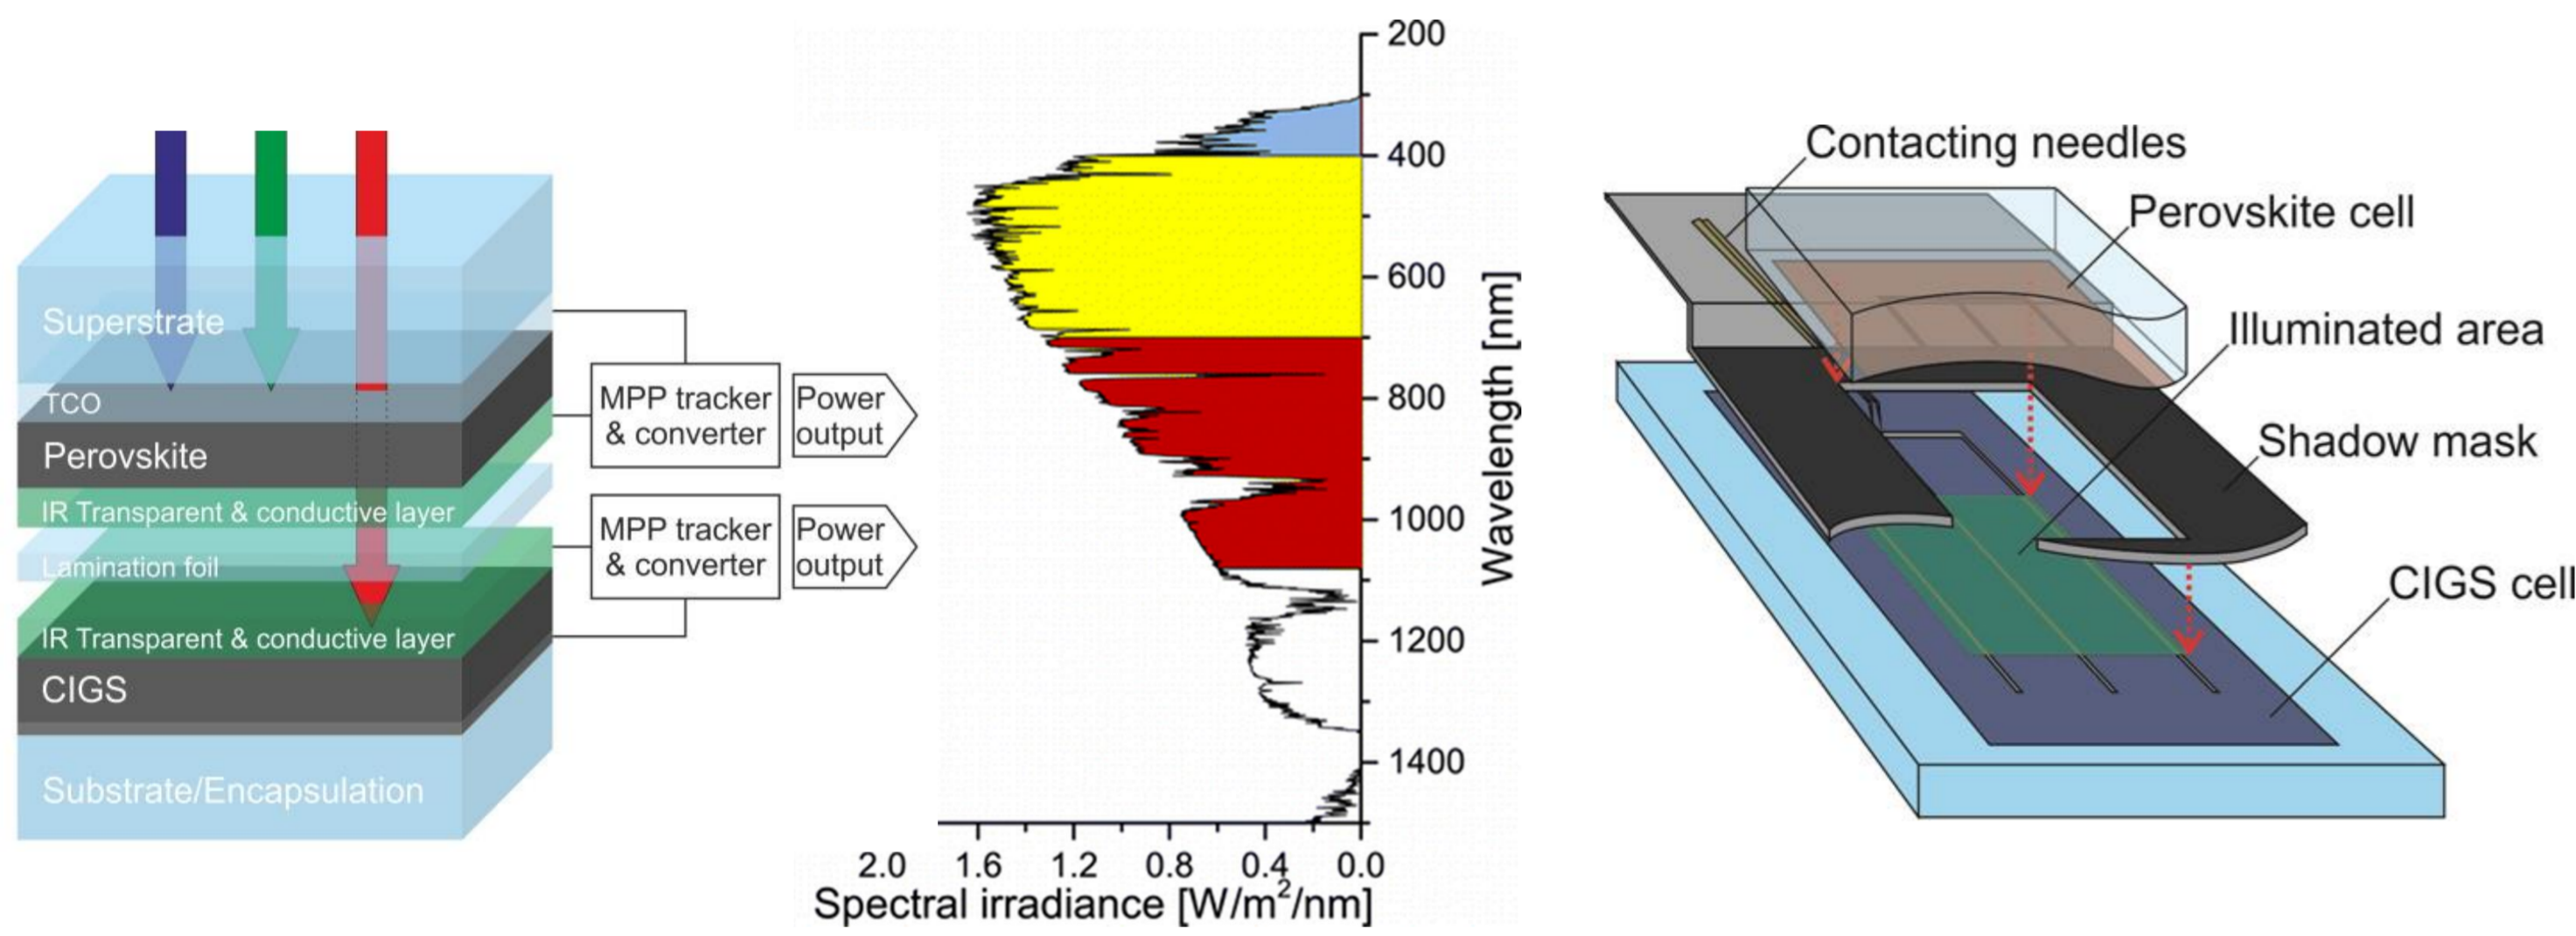 Superstrate
TCO
Perovskite
IR Transparent & conductive layer
Lamination foil
IR Transparent & conductive layer
CIGS
Substrate/Encapsulation
MPP tracker
& converter
Power
output
MPP tracker
& converter
Power
output
200
400
600
800
1000
1200
1400
Wavelength [nm]
2.0 1.6 1.2 0.8 0.4 0.0
Spectral irradiance [W/m²/nm]
Contacting needles
Perovskite cell
Illuminated area
Shadow mask
CIGS cell